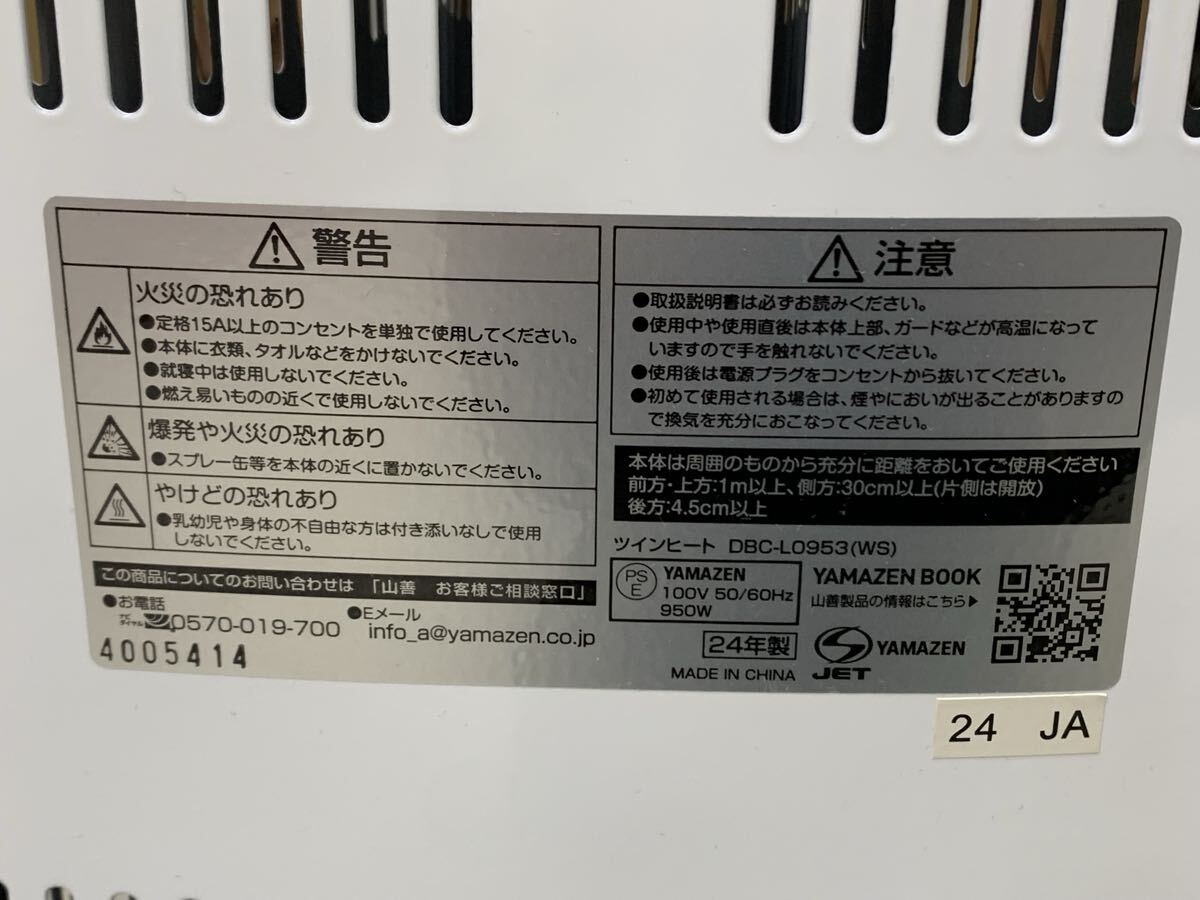 警告
火災の恐れあり
●定格15A以上のコンセントを単独で使用してください。
●本体に衣類、タオルなどをかけないでください。
●就寝中は使用しないでください。
●燃え易いものの近くで使用しないでください。
爆発や火災の恐れあり
●スプレー缶等を本体の近くに置かないでください。
やけどの恐れあり
●乳幼児や身体の不自由な方は付き添いなしで使用
しないでください。
この商品についてのお問い合わせは 「山善 お客様ご相談窓口」
●お電話
ナビダイヤル 0570-019-700
●Eメール
info_a@yamazen.co.jp
4005414
注意
●取扱説明書は必ずお読みください。
●使用中や使用直後は本体上部、ガードなどが高温になって
いますので手を触れないでください。
●使用後は電源プラグをコンセントから抜いてください。
●初めて使用される場合は、煙やにおいが出ることがありますの
で換気を充分におこなってください。
本体は周囲のものから充分に距離をおいてご使用ください
前方・上方:1m以上、側方:30cm以上(片側は開放)
後方:4.5cm以上
ツインヒート DBC-L0953(WS)
PS
E
YAMAZEN
100V 50/60Hz
950W
24年製
MADE IN CHINA
YAMAZEN BOOK
山善製品の情報はこちら▶
YAMAZEN
JET
24 JA